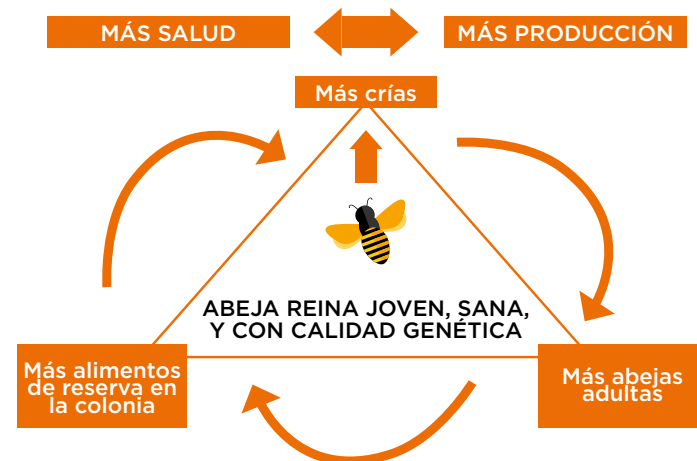 MÁS SALUD
MÁS PRODUCCIÓN
Más crías
ABEJA REINA JOVEN, SANA,
Y CON CALIDAD GENÉTICA
Más alimentos
de reserva en
la colonia
Más abejas
adultas